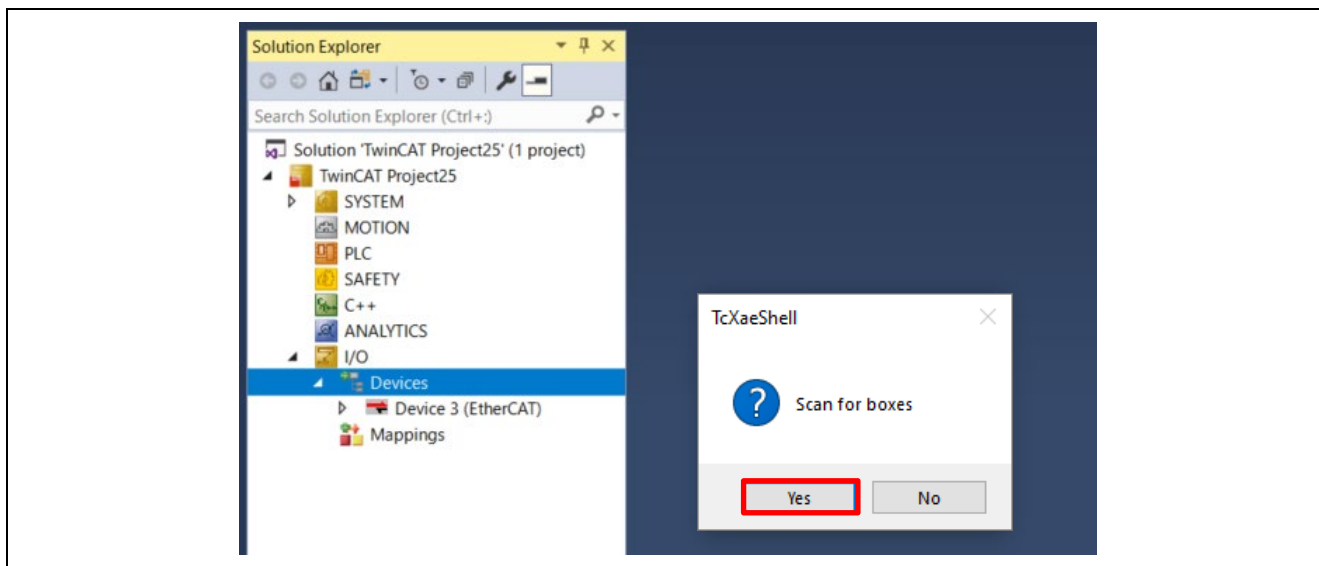 Solution Explorer
Search Solution Explorer (Ctrl+:)
Solution 'TwinCAT Project25' (1 project)
TwinCAT Project25
SYSTEM
MOTION
PLC
SAFETY
C++
ANALYTICS
I/O
Devices
Device 3 (EtherCAT)
Mappings
TcXaeShell
Scan for boxes
Yes No